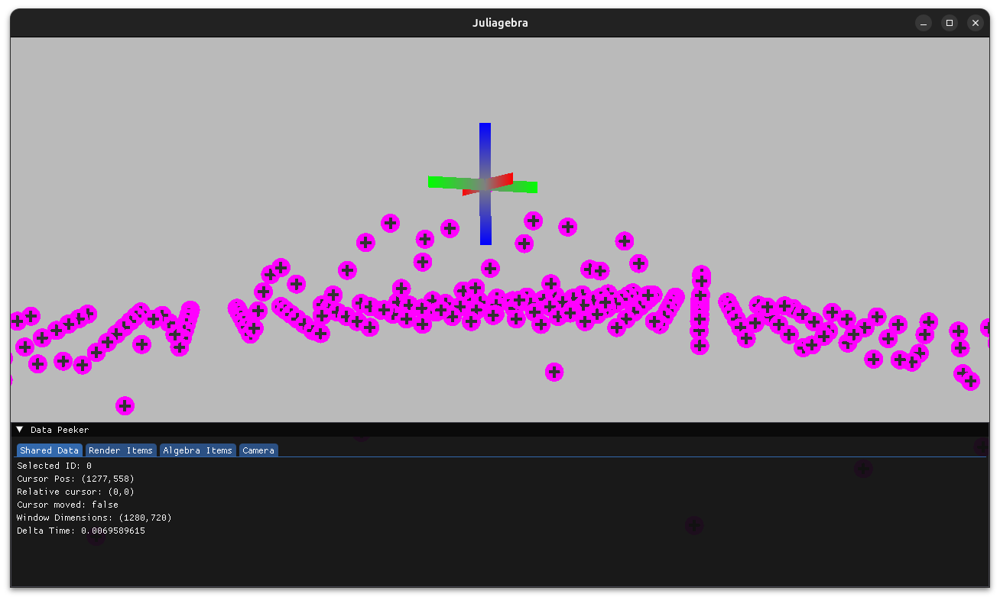 Juliagebra
Data Peeker
Shared Data Render Items Algebra Items Camera
Selected ID: 0
Cursor Pos: (1277,558)
Relative cursor: (0,0)
Cursor moved: false
Window Dimensions: (1280,720)
Delta Time: 0.0069589615